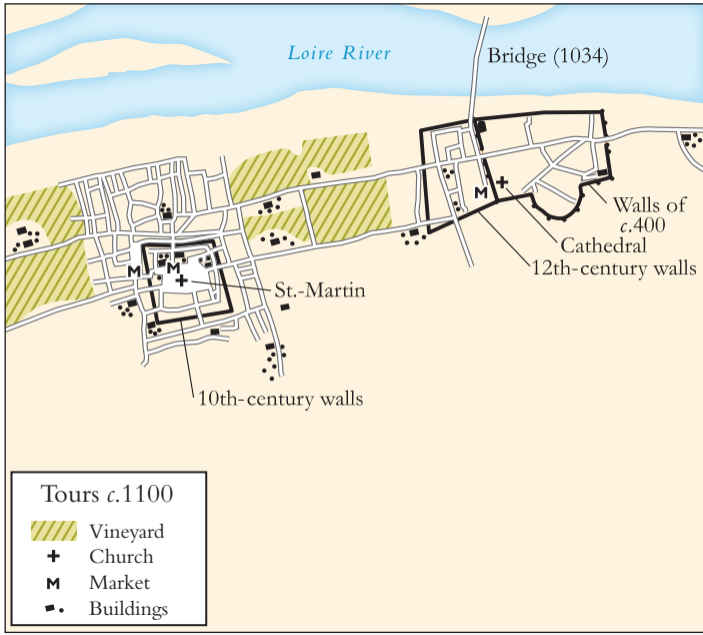 Loire River
Bridge (1034)
M
Walls of
c.400
Cathedral
12th-century walls
M
M
St.-Martin
10th-century walls
Tours c.1100
Vineyard
Church
M Market
Buildings